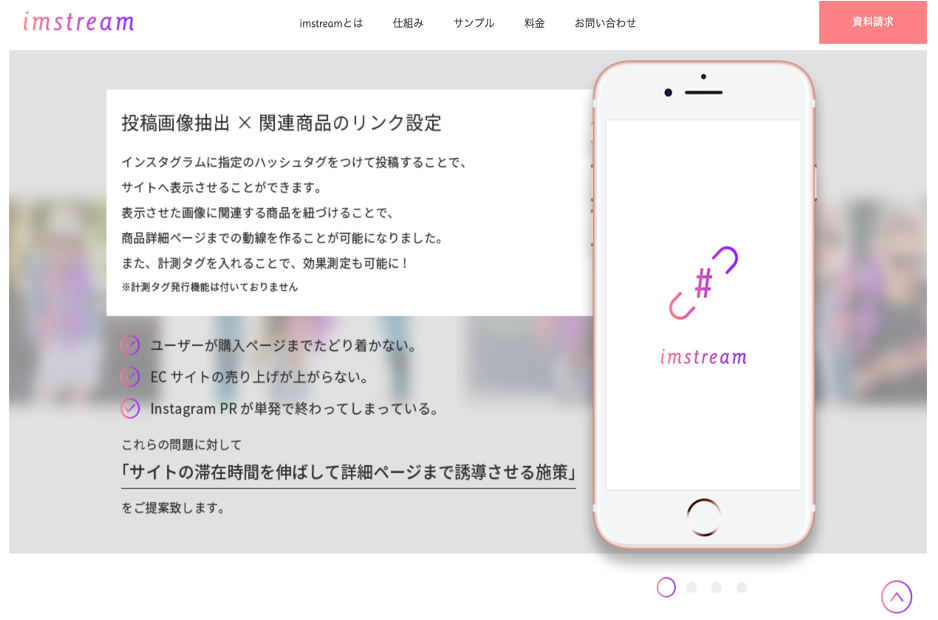 imstream
imstreamとは
仕組み
サンプル
料金
お問い合わせ
資料請求
投稿画像抽出 × 関連商品のリンク設定
インスタグラムに指定のハッシュタグをつけて投稿することで、
サイトへ表示させることができます。
表示させた画像に関連する商品を紐づけることで、
商品詳細ページまでの動線を作ることが可能になりました。
また、計測タグを入れることで、効果測定も可能に！
※計測タグ発行機能は付いておりません
ユーザーが購入ページまでたどり着かない。
EC サイトの売り上げが上がらない。
Instagram PR が単発で終わってしまっている。
これらの問題に対して
「サイトの滞在時間を伸ばして詳細ページまで誘導させる施策」
をご提案致します。
#
imstream